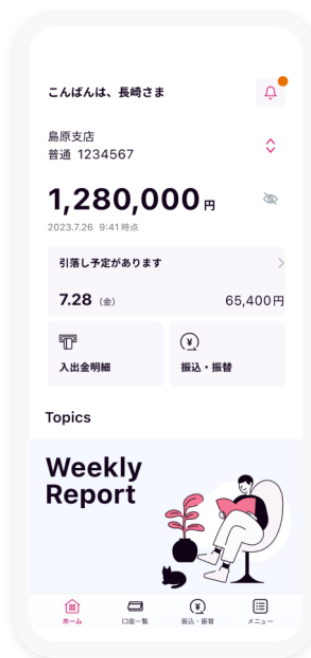 こんばんは、長崎さま
島原支店
普通 1234567
1,280,000 円
2023.7.26 9:41 時点
引落し予定があります
7.28 (金) 65,400円
入出金明細 振込・振替
Topics
Weekly
Report
ホーム 口座一覧 振込・振替 メニュー